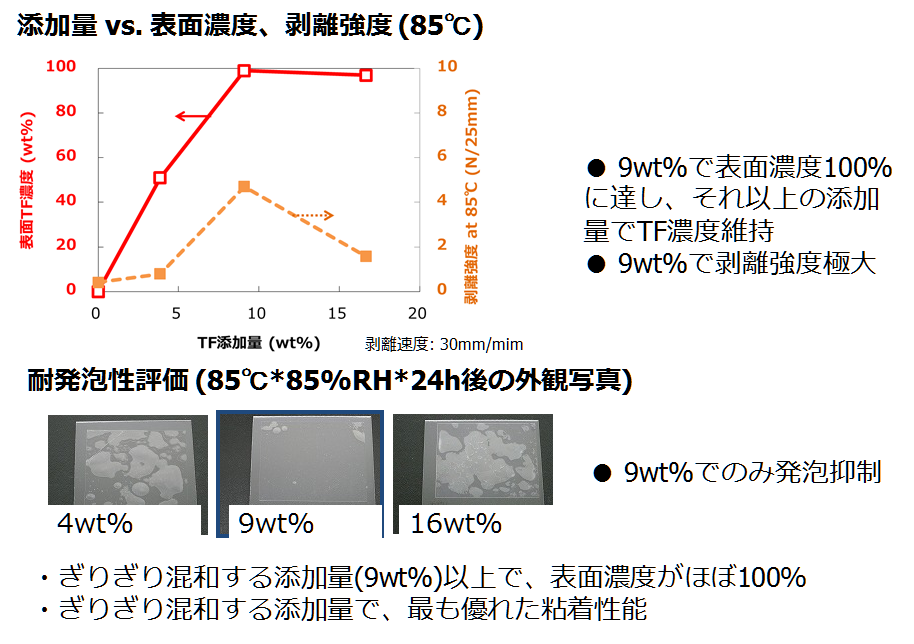 添加量 vs. 表面濃度、剥離強度 (85℃)
100
80
60
40
20
0
表面TF濃度 (wt%)
10
8
6
4
2
0
剥離強度 at 85℃ (N/25mm)
0 5 10 15 20
TF添加量 (wt%)
剥離速度: 30mm/mim
● 9wt%で表面濃度100%
に達し、それ以上の添加
量でTF濃度維持
● 9wt%で剥離強度極大
耐発泡性評価 (85℃*85%RH*24h後の外観写真)
4wt%
9wt%
16wt%
● 9wt%でのみ発泡抑制
・ぎりぎり混和する添加量(9wt%)以上で、表面濃度がほぼ100%
・ぎりぎり混和する添加量で、最も優れた粘着性能